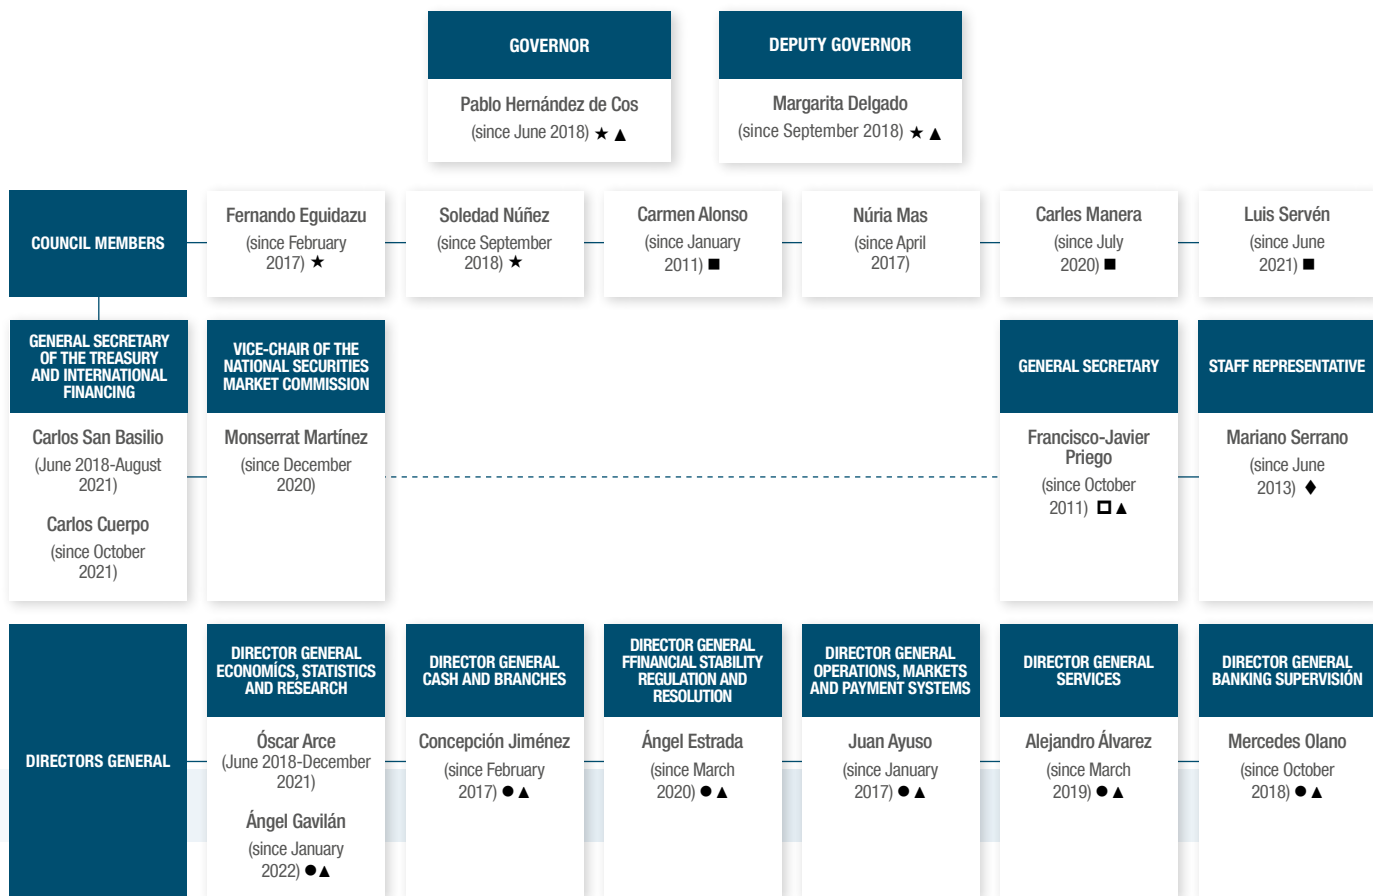 GOVERNOR
Pablo Hernández de Cos
(since June 2018) ★ ▲
DEPUTY GOVERNOR
Margarita Delgado
(since September 2018) ★ ▲
COUNCIL MEMBERS
Fernando Eguidazu
(since February
2017) ★
Soledad Núñez
(since September
2018) ★
Carmen Alonso
(since January
2011) ■
Núria Mas
(since April
2017)
Carles Manera
(since July
2020) ■
Luis Servén
(since June
2021) ■
GENERAL SECRETARY
OF THE TREASURY
AND INTERNATIONAL
FINANCING
Carlos San Basilio
(June 2018-August
2021)
Carlos Cuerpo
(since October
2021)
VICE-CHAIR OF THE
NATIONAL SECURITIES
MARKET COMMISSION
Monserrat Martínez
(since December
2020)
GENERAL SECRETARY
Francisco-Javier
Priego
(since October
2011) □ ▲
STAFF REPRESENTATIVE
Mariano Serrano
(since June
2013) ♦
DIRECTORS GENERAL
DIRECTOR GENERAL
ECONOMÍCS, STATISTICS
AND RESEARCH
Óscar Arce
(June 2018-December
2021)
Ángel Gavilán
(since January
2022) ● ▲
DIRECTOR GENERAL
CASH AND BRANCHES
Concepción Jiménez
(since February
2017) ● ▲
DIRECTOR GENERAL
FFINANCIAL STABILITY
REGULATION AND
RESOLUTION
Ángel Estrada
(since March
2020) ● ▲
DIRECTOR GENERAL
OPERATIONS, MARKETS
AND PAYMENT SYSTEMS
Juan Ayuso
(since January
2017) ● ▲
DIRECTOR GENERAL
SERVICES
Alejandro Álvarez
(since March
2019) ● ▲
DIRECTOR GENERAL
BANKING SUPERVISIÓN
Mercedes Olano
(since October
2018) ● ▲